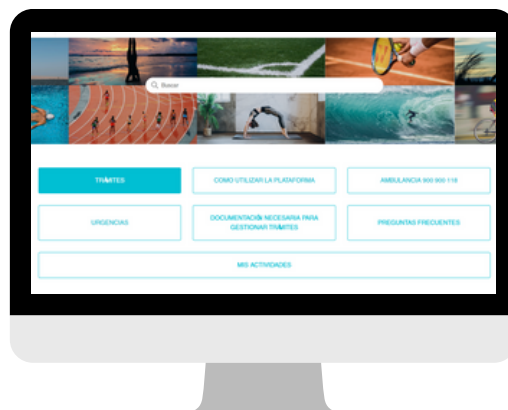 Buscar
TRÁMITES
COMO UTILIZAR LA PLATAFORMA
AMBULANCIA 900 900 118
URGENCIAS
DOCUMENTACIÓN NECESARIA PARA
GESTIONAR TRÁMITES
PREGUNTAS FRECUENTES
MIS ACTIVIDADES